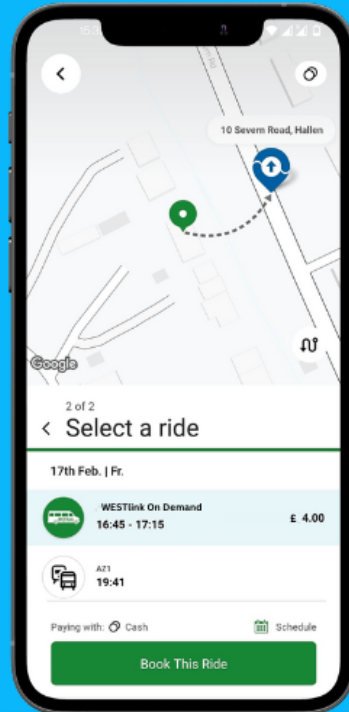 10 Severn Road, Hallen
Google
2 of 2
Select a ride
17th Feb. | Fr.
WESTlink On Demand
16:45 - 17:15
£ 4.00
AZ1
19:41
Paying with: Cash
Schedule
Book This Ride